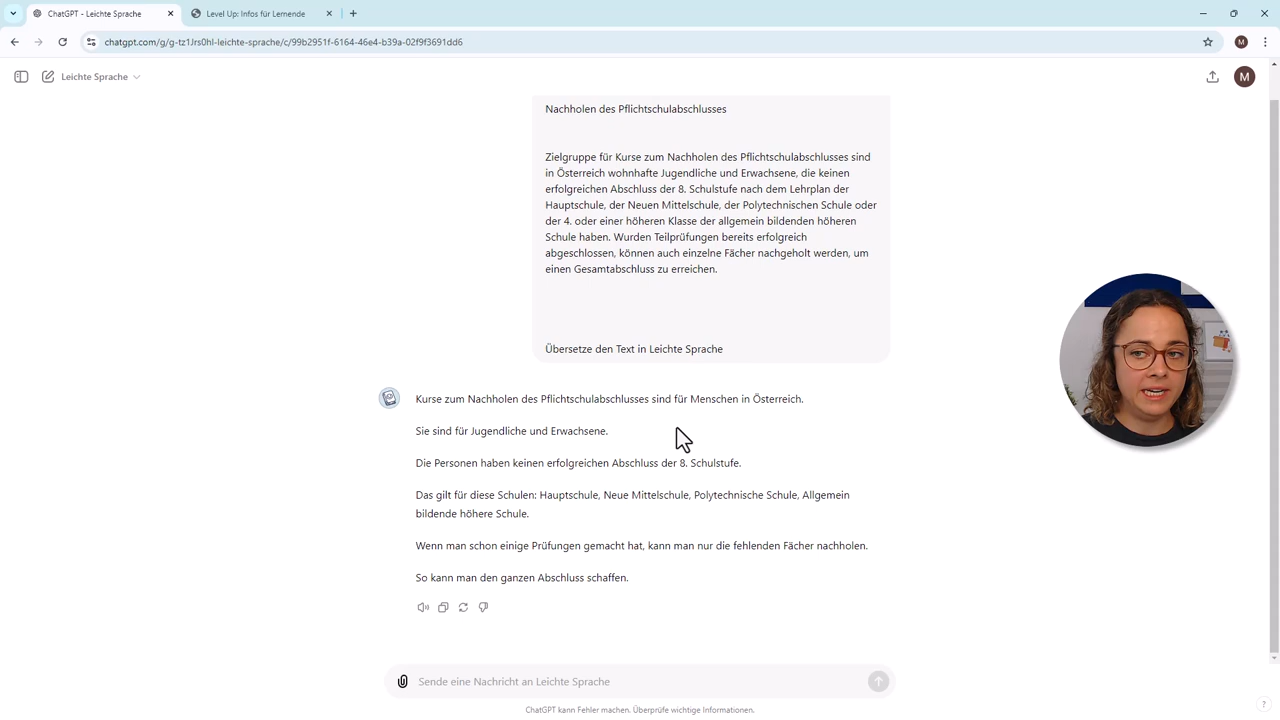 ChatGPT - Leichte Sprache
Level Up: Infos für Lernende
chatgpt.com/g/g-tz1Jrs0hl-leichte-sprache/c/99b2951f-6164-46e4-b39a-02f9f3691dd6
M
Leichte Sprache
M
Nachholen des Pflichtschulabschlusses
Zielgruppe für Kurse zum Nachholen des Pflichtschulabschlusses sind
in Österreich wohnhafte Jugendliche und Erwachsene, die keinen
erfolgreichen Abschluss der 8. Schulstufe nach dem Lehrplan der
Hauptschule, der Neuen Mittelschule, der Polytechnischen Schule oder
der 4. oder einer höheren Klasse der allgemein bildenden höheren
Schule haben. Wurden Teilprüfungen bereits erfolgreich
abgeschlossen, können auch einzelne Fächer nachgeholt werden, um
einen Gesamtabschluss zu erreichen.
Übersetze den Text in Leichte Sprache
Kurse zum Nachholen des Pflichtschulabschlusses sind für Menschen in Österreich.
Sie sind für Jugendliche und Erwachsene.
Die Personen haben keinen erfolgreichen Abschluss der 8. Schulstufe.
Das gilt für diese Schulen: Hauptschule, Neue Mittelschule, Polytechnische Schule, Allgemein
bildende höhere Schule.
Wenn man schon einige Prüfungen gemacht hat, kann man nur die fehlenden Fächer nachholen.
So kann man den ganzen Abschluss schaffen.
Sende eine Nachricht an Leichte Sprache
ChatGPT kann Fehler machen. Überprüfe wichtige Informationen.
?